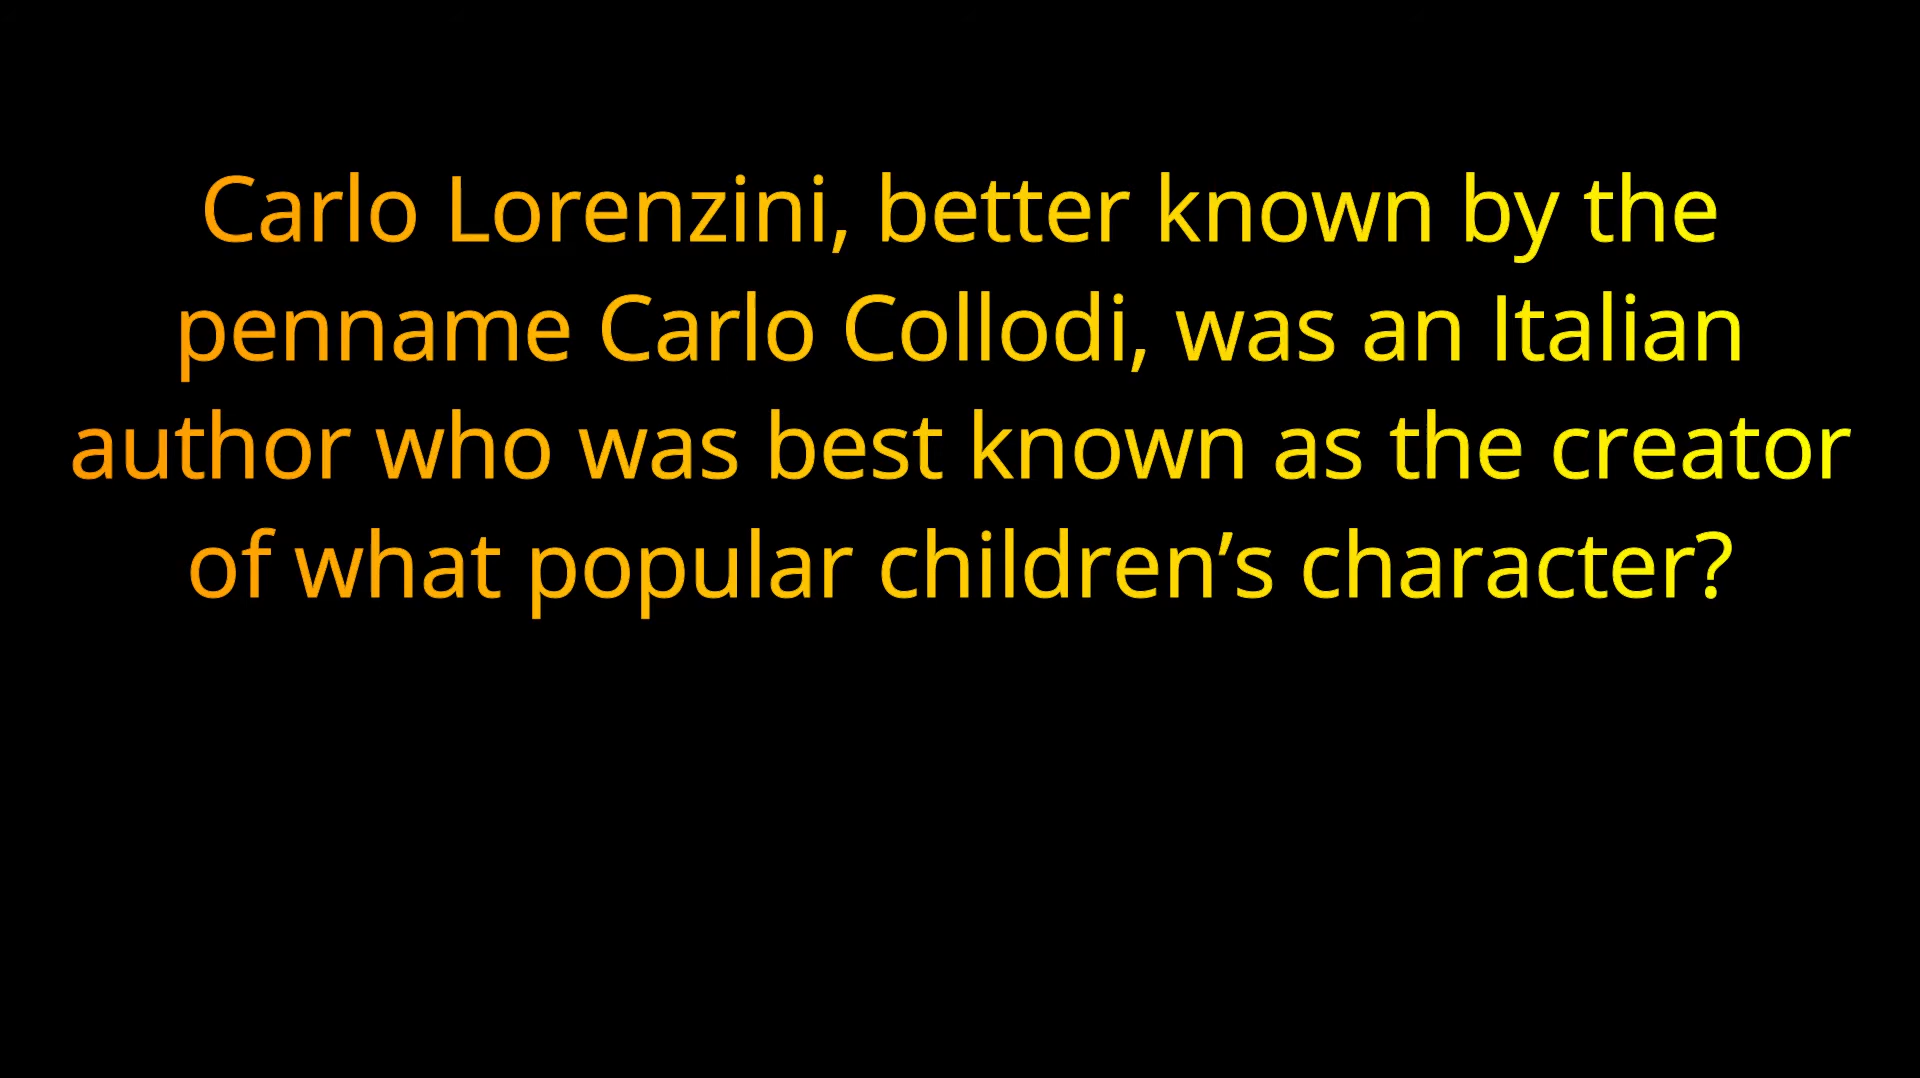 Carlo Lorenzini, better known by the
penname Carlo Collodi, was an Italian
author who was best known as the creator
of what popular children’s character?